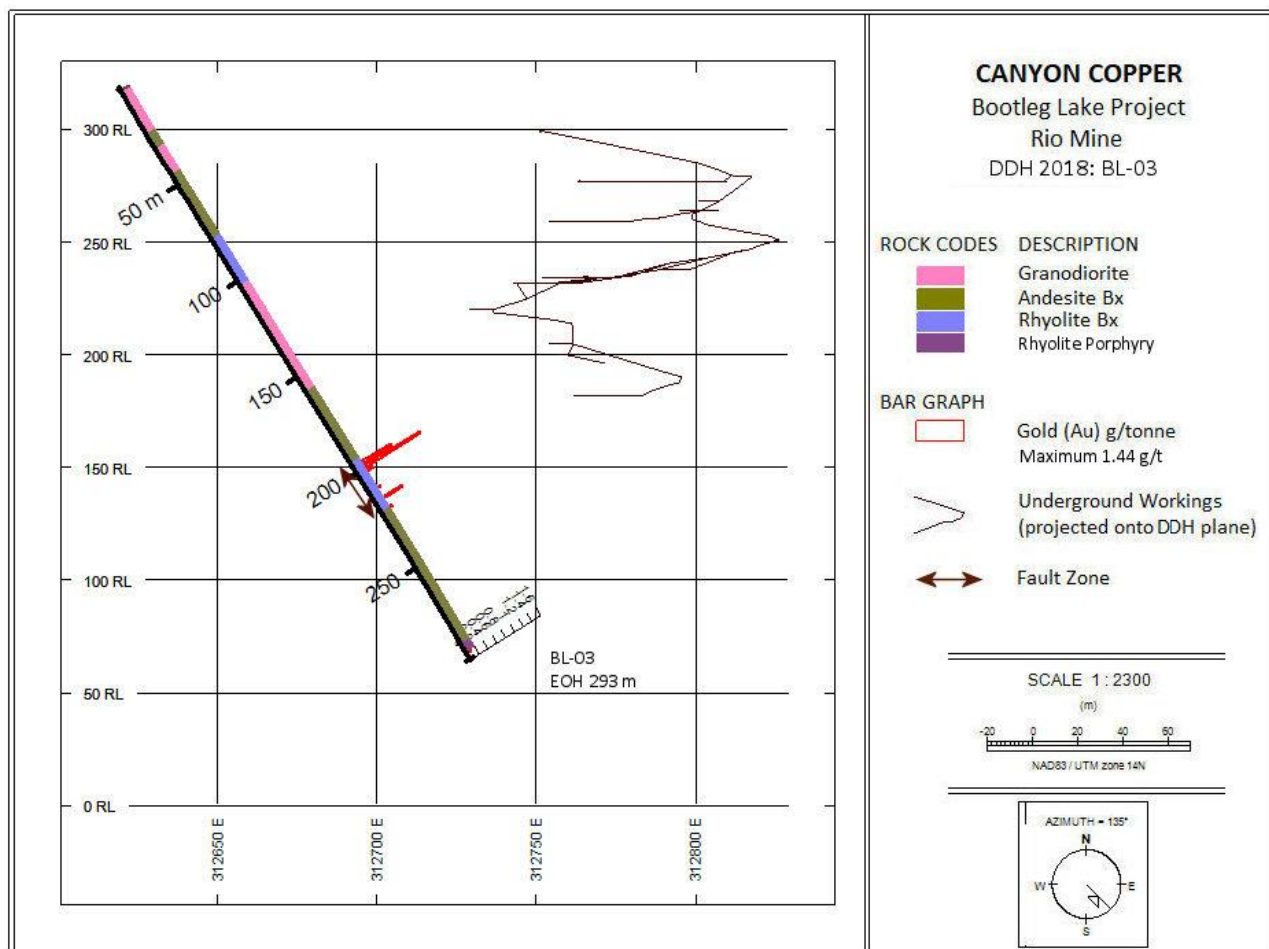 300 RL
250 RL
200 RL
150 RL
100 RL
50 RL
0 RL
50 m
100
150
200
250
BL-03
EOH 293 m
312650 E
312700 E
312750 E
312800 E
CANYON COPPER
Bootleg Lake Project
Rio Mine
DDH 2018: BL-03
ROCK CODES DESCRIPTION
Granodiorite
Andesite Bx
Rhyolite Bx
Rhyolite Porphyry
BAR GRAPH
Gold (Au) g/tonne
Maximum 1.44 g/t
Underground Workings
(projected onto DDH plane)
Fault Zone
SCALE 1 : 2300
(m)
-20 0 20 40 60
NAD83 / UTM zone 14N
AZIMUTH = 135°
N
W E
S